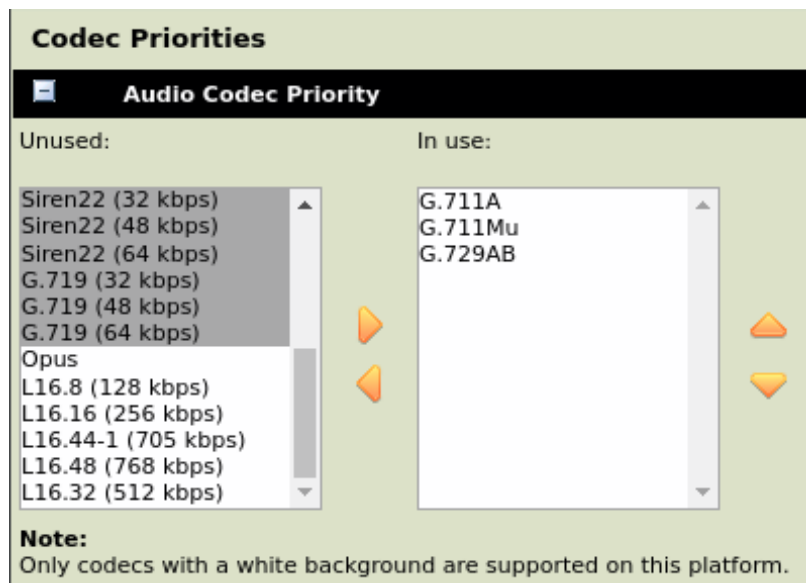 Codec Priorities
Audio Codec Priority
Unused:
In use:
Siren22 (32 kbps)
Siren22 (48 kbps)
Siren22 (64 kbps)
G.719 (32 kbps)
G.719 (48 kbps)
G.719 (64 kbps)
Opus
L16.8 (128 kbps)
L16.16 (256 kbps)
L16.44-1 (705 kbps)
L16.48 (768 kbps)
L16.32 (512 kbps)
G.711A
G.711Mu
G.729AB
Note:
Only codecs with a white background are supported on this platform.